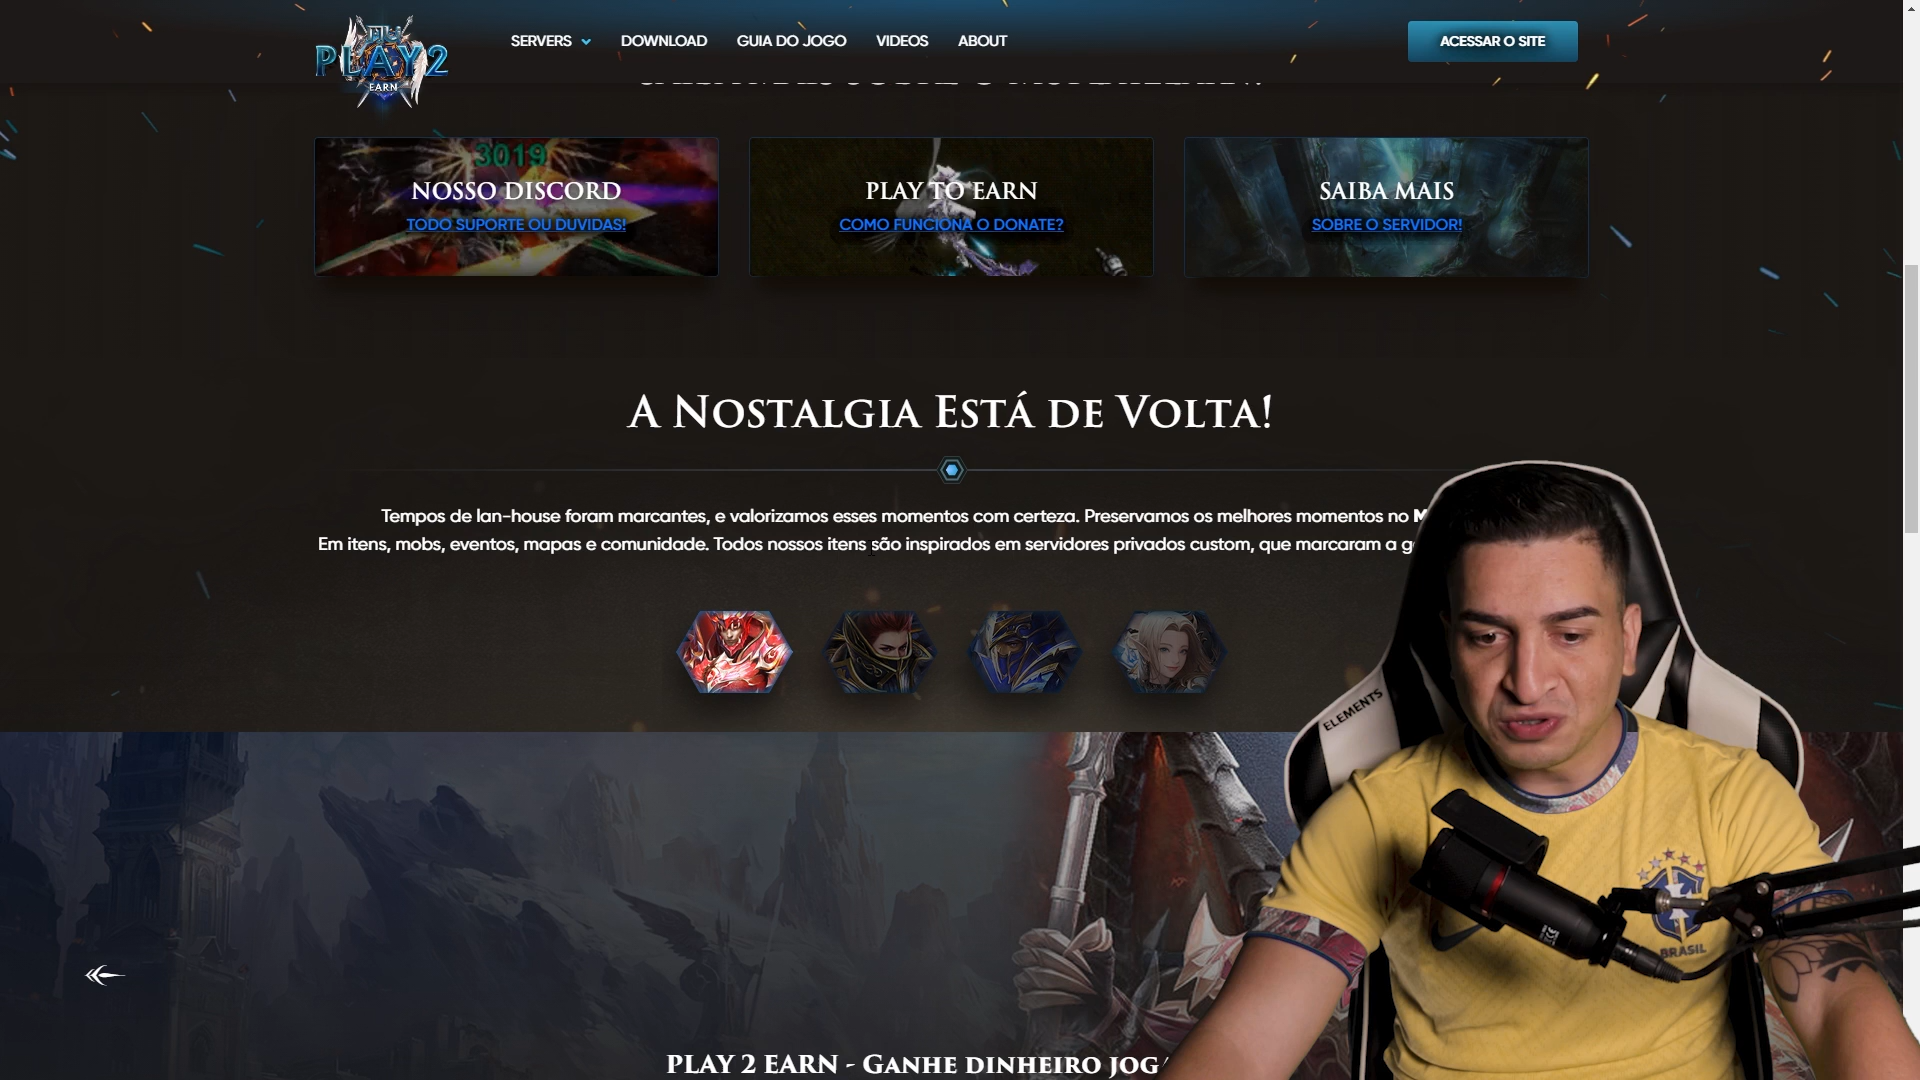 MU
PLAY2
EARN
SERVERS
DOWNLOAD
GUIA DO JOGO
VIDEOS
ABOUT
ACESSAR O SITE
3019
NOSSO DISCORD
TODO SUPORTE OU DUVIDAS!
PLAY TO EARN
COMO FUNCIONA O DONATE?
SAIBA MAIS
SOBRE O SERVIDOR!
A Nostalgia Está de Volta!
Tempos de lan-house foram marcantes, e valorizamos esses momentos com certeza. Preservamos os melhores momentos no M
Em itens, mobs, eventos, mapas e comunidade. Todos nossos itens são inspirados em servidores privados custom, que marcaram a g
ELEMENTS
BRASIL
PLAY 2 EARN - Ganhe dinheiro jog